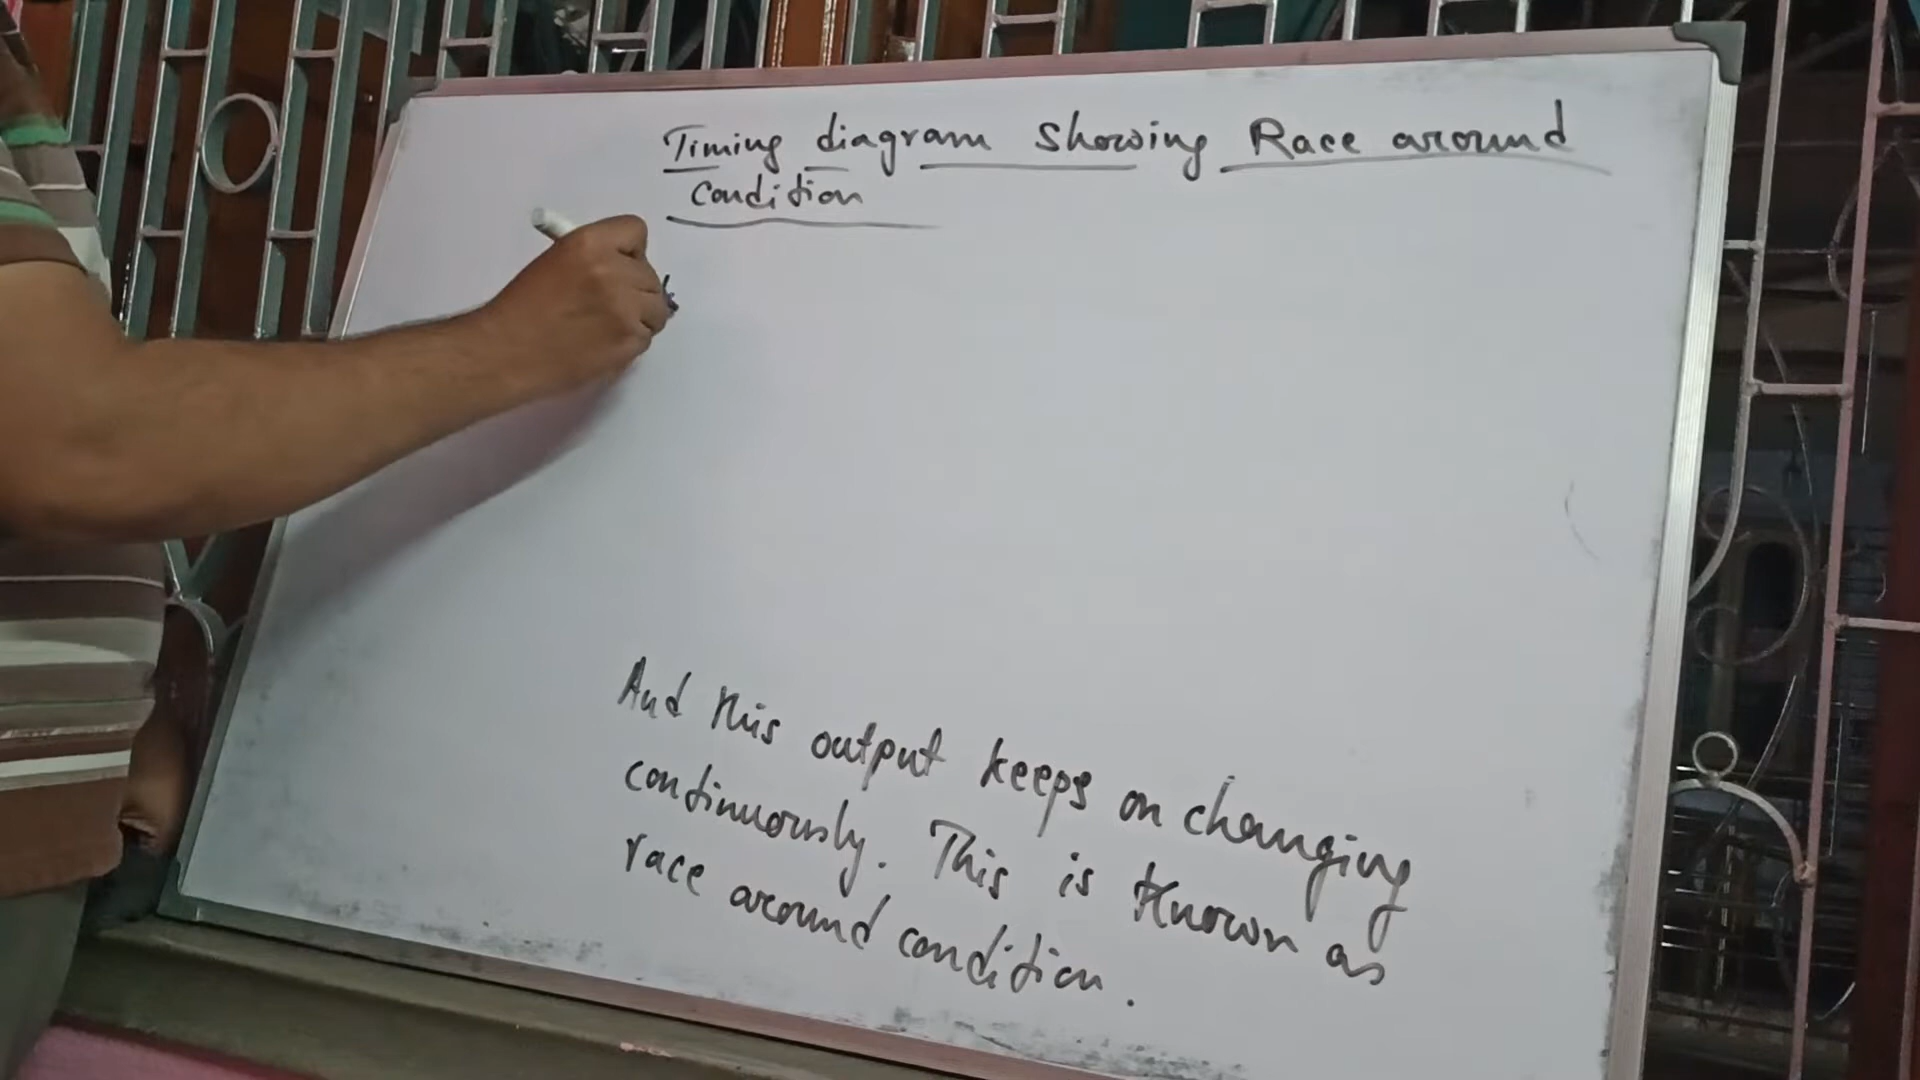 Timing diagram showing Race around
condition
And this output keeps on changing
continuously. This is known as
race around condition.